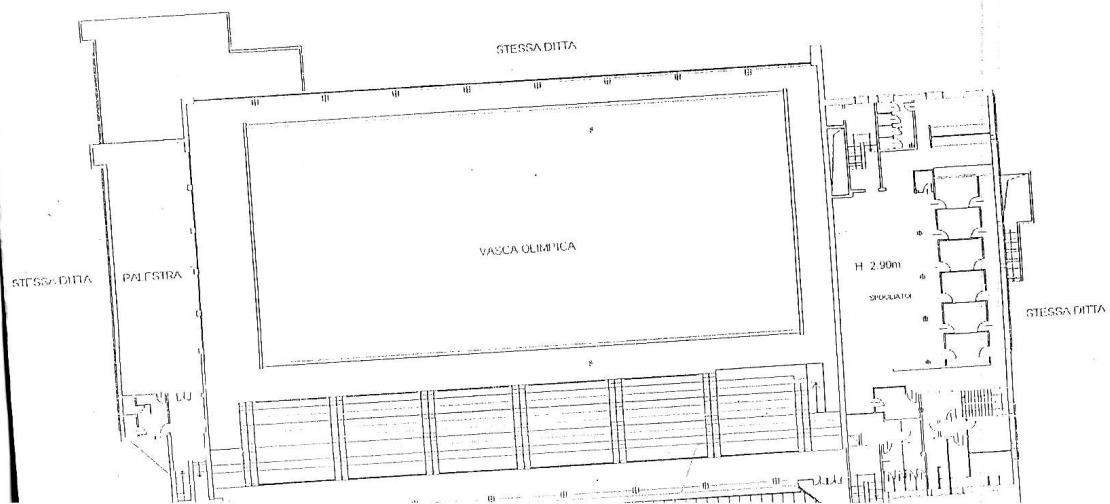 STESSA DITTA
VASCA OLIMPICA
STESSA DITTA
PALESTRA
H 2.90m
SPOGLIATOI
STESSA DITTA